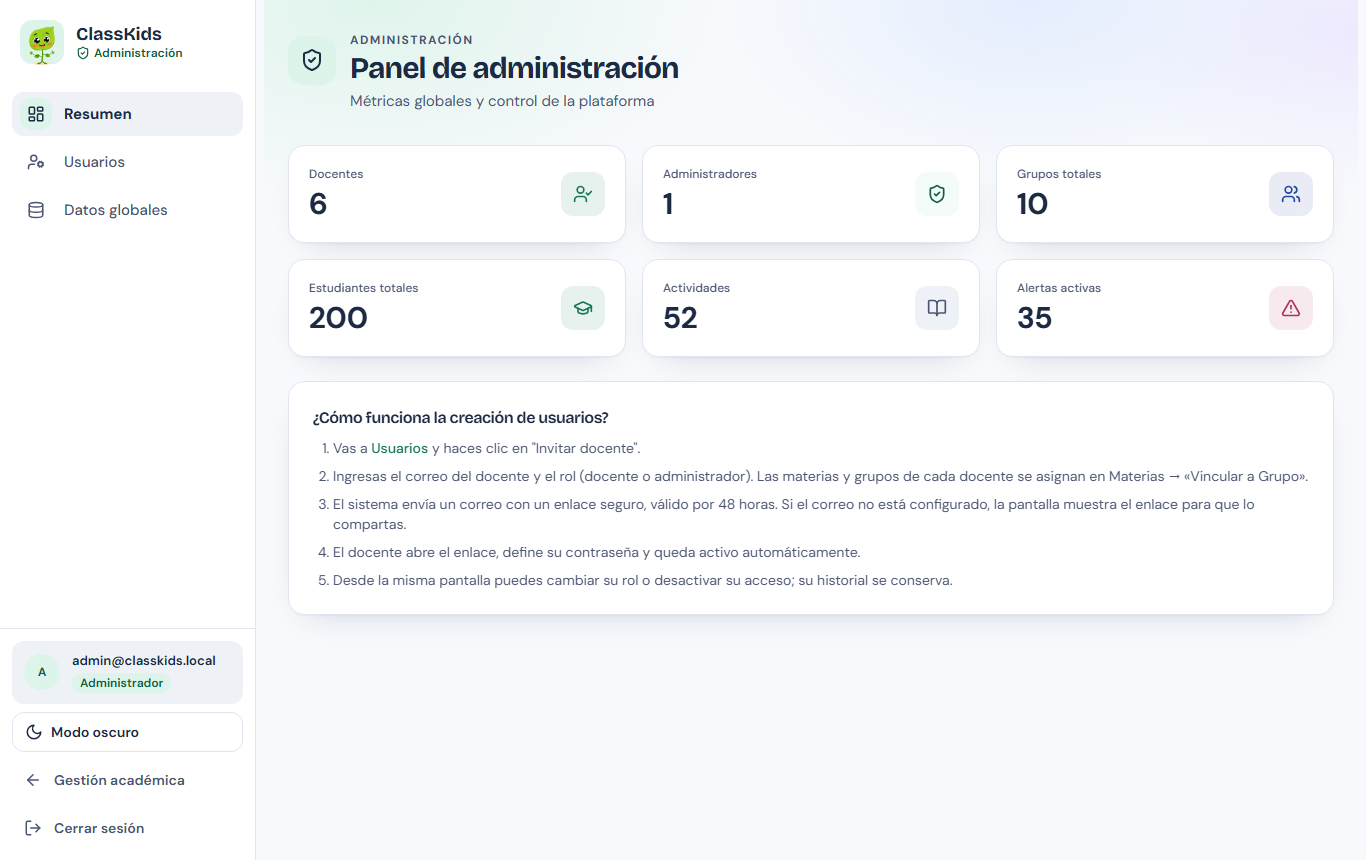 ClassKids
Administración
Resumen
Usuarios
Datos globales
admin@classkids.local
A
Administrador
Modo oscuro
Gestión académica
Cerrar sesión
ADMINISTRACIÓN
Panel de administración
Métricas globales y control de la plataforma
Docentes
6
Administradores
1
Grupos totales
10
Estudiantes totales
200
Actividades
52
Alertas activas
35
¿Cómo funciona la creación de usuarios?
1. Vas a Usuarios y haces clic en "Invitar docente".
2. Ingresas el correo del docente y el rol (docente o administrador). Las materias y grupos de cada docente se asignan en Materias → «Vincular a Grupo».
3. El sistema envía un correo con un enlace seguro, válido por 48 horas. Si el correo no está configurado, la pantalla muestra el enlace para que lo
compartas.
4. El docente abre el enlace, define su contraseña y queda activo automáticamente.
5. Desde la misma pantalla puedes cambiar su rol o desactivar su acceso; su historial se conserva.